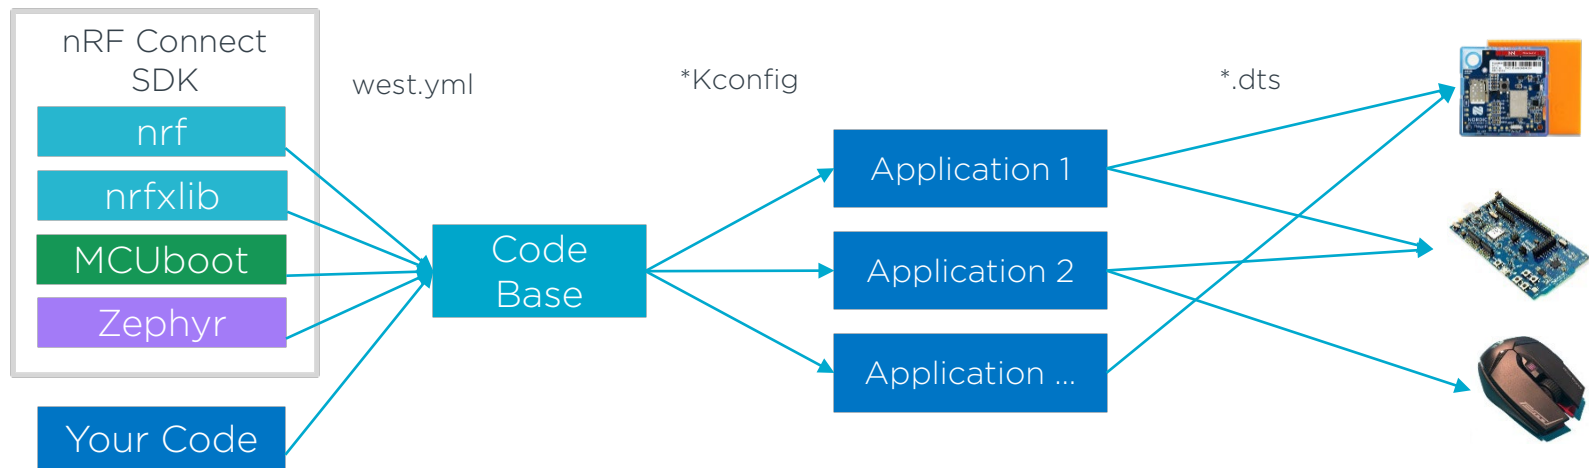 nRF Connect
SDK
nrf
nrfxlib
MCUboot
Zephyr
Your Code
west.yml
Code
Base
*Kconfig
Application 1
Application 2
Application ...
*.dts